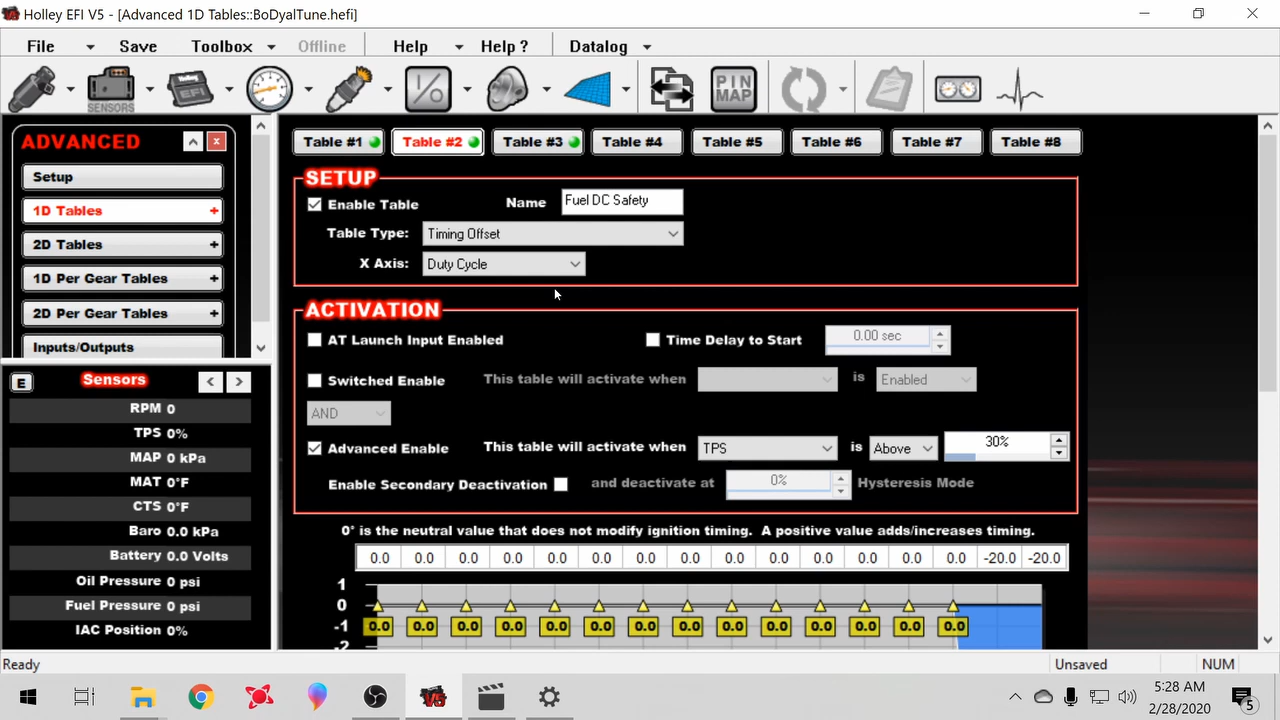 Holley EFI V5 - [Advanced 1D Tables::BoDyalTune.hefi]
File Save Toolbox Offline Help Help ? Datalog
SENSORS EFI I/O PIN MAP
ADVANCED x
Table #1 Table #2 Table #3 Table #4 Table #5 Table #6 Table #7 Table #8
Setup
1D Tables +
2D Tables +
1D Per Gear Tables +
2D Per Gear Tables +
Inputs/Outputs
SETUP
Enable Table Name Fuel DC Safety
Table Type: Timing Offset
X Axis: Duty Cycle
ACTIVATION
AT Launch Input Enabled Time Delay to Start 0.00 sec
Switched Enable This table will activate when is Enabled
AND
Advanced Enable This table will activate when TPS is Above 30%
Enable Secondary Deactivation and deactivate at 0% Hysteresis Mode
0° is the neutral value that does not modify ignition timing. A positive value adds/increases timing.
0.0 0.0 0.0 0.0 0.0 0.0 0.0 0.0 0.0 0.0 0.0 0.0 0.0 0.0 -20.0 -20.0
1
0
-1 0.0 0.0 0.0 0.0 0.0 0.0 0.0 0.0 0.0 0.0 0.0 0.0 0.0 0.0
-2
E Sensors < >
RPM 0
TPS 0%
MAP 0 kPa
MAT 0°F
CTS 0°F
Baro 0.0 kPa
Battery 0.0 Volts
Oil Pressure 0 psi
Fuel Pressure 0 psi
IAC Position 0%
Ready Unsaved NUM
V5
5:28 AM
2/28/2020
5